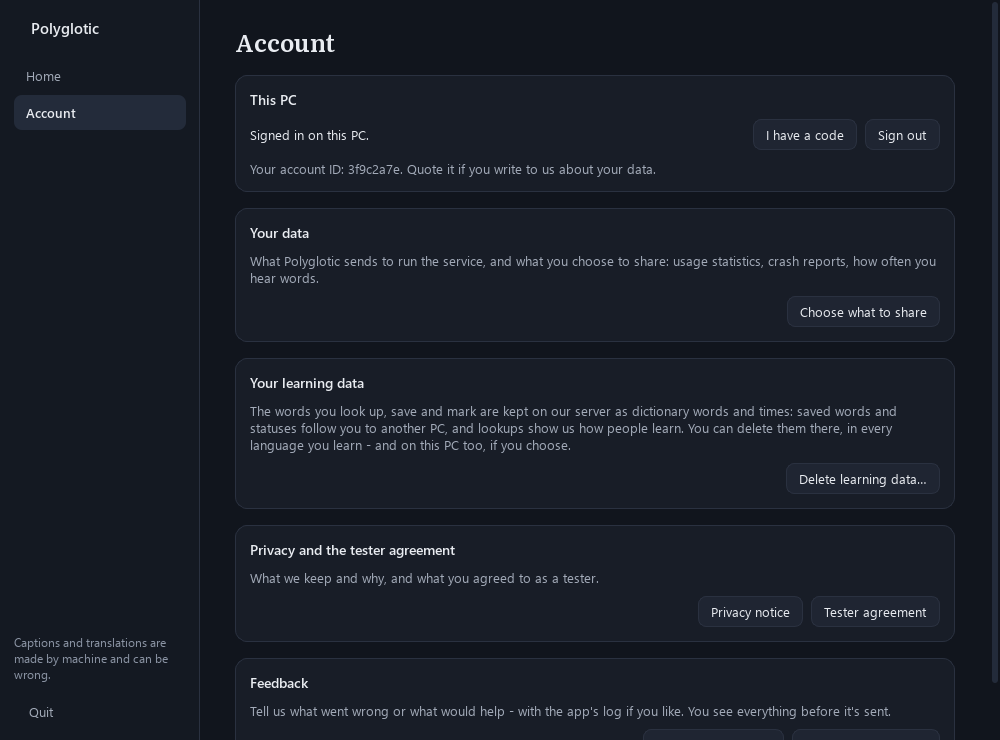 Polyglotic
Home
Account
Account
This PC
Signed in on this PC.
I have a code
Sign out
Your account ID: 3f9c2a7e. Quote it if you write to us about your data.
Your data
What Polyglotic sends to run the service, and what you choose to share: usage statistics, crash reports, how often you
hear words.
Choose what to share
Your learning data
The words you look up, save and mark are kept on our server as dictionary words and times: saved words and
statuses follow you to another PC, and lookups show us how people learn. You can delete them there, in every
language you learn - and on this PC too, if you choose.
Delete learning data...
Privacy and the tester agreement
What we keep and why, and what you agreed to as a tester.
Privacy notice
Tester agreement
Feedback
Tell us what went wrong or what would help - with the app's log if you like. You see everything before it's sent.
Captions and translations are
made by machine and can be
wrong.
Quit